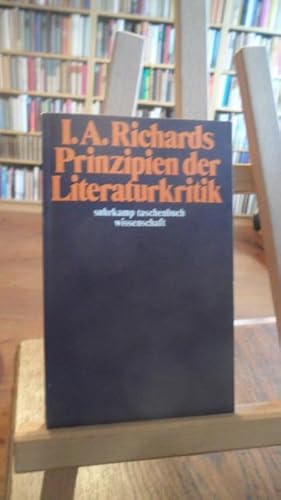 I. A. Richards
Prinzipien der
Literaturkritik
suhrkamp taschenbuch
wissenschaft